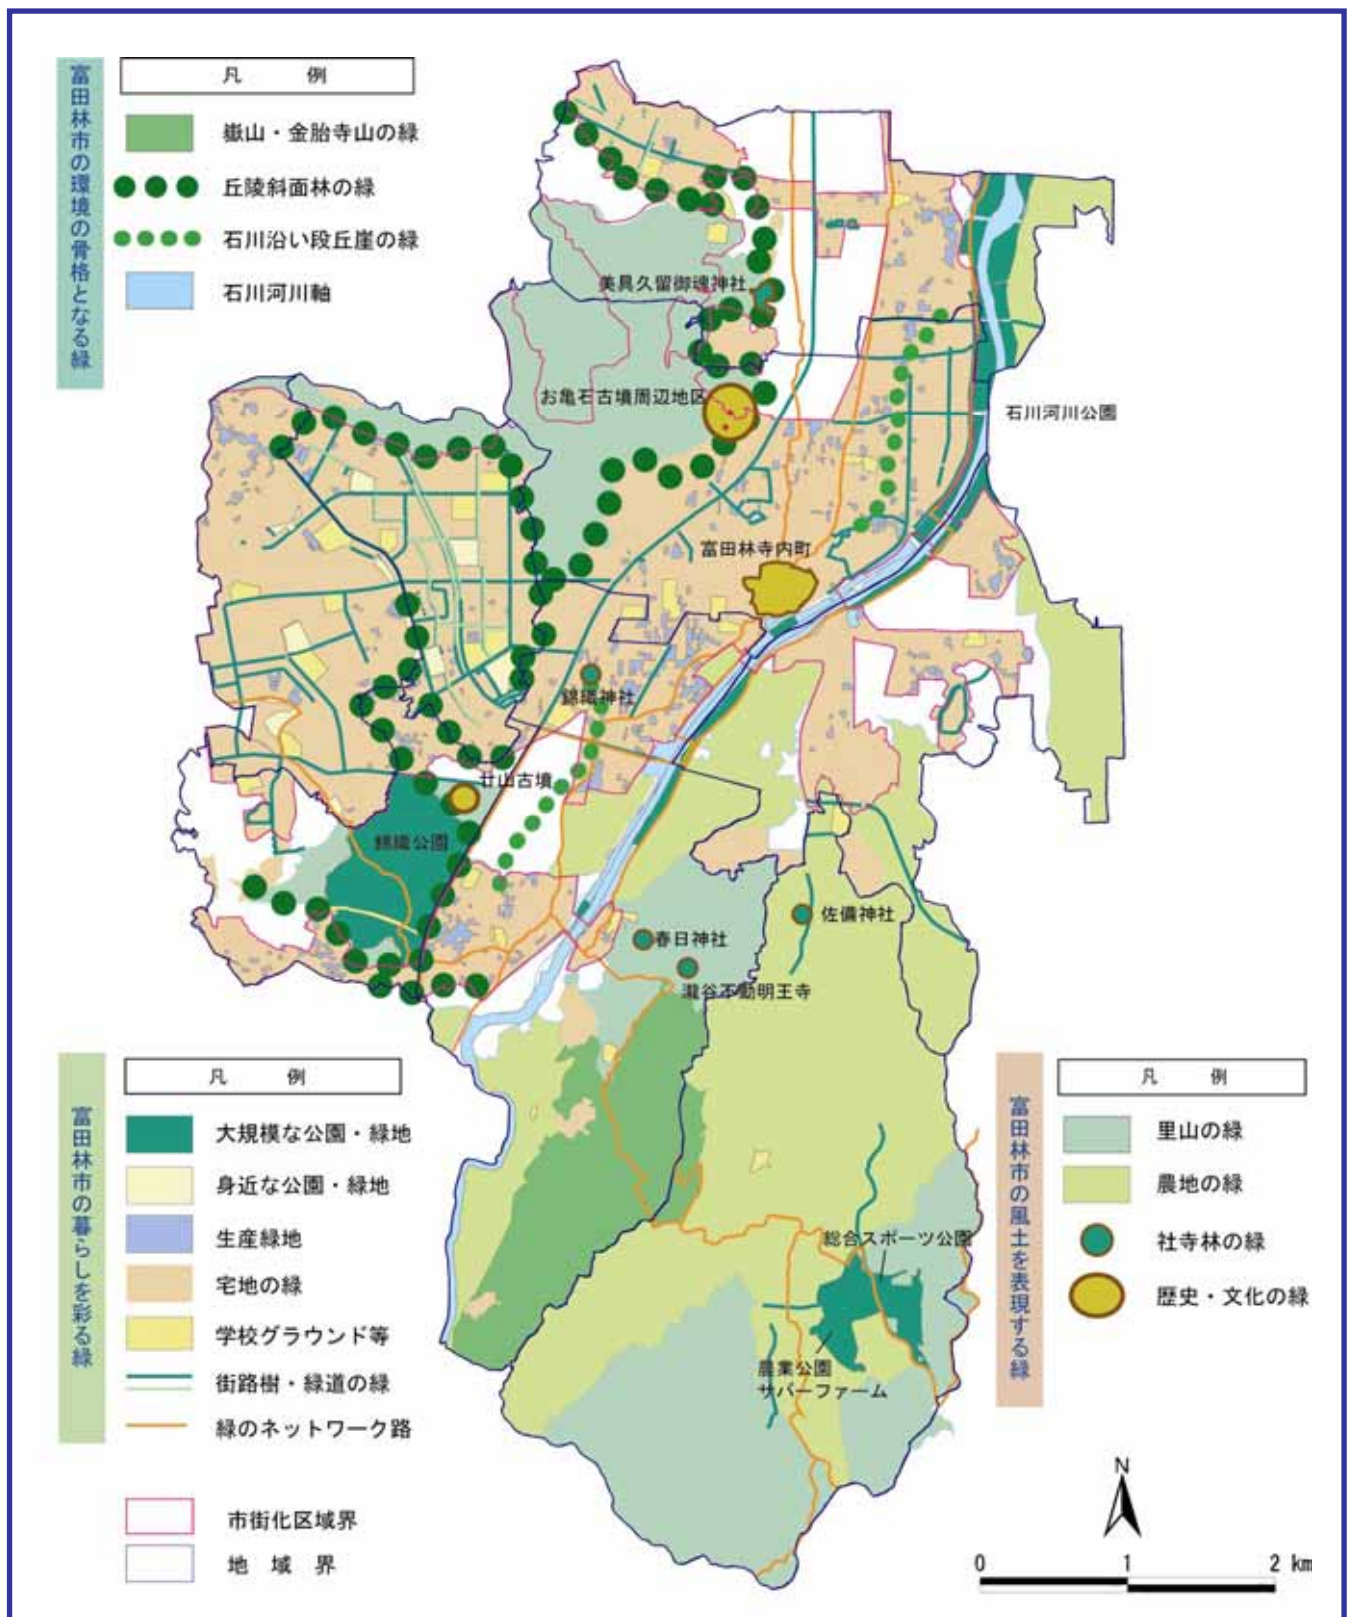 富田林市の環境の骨格となる緑
凡 例
嶽山・金胎寺山の緑
丘陵斜面林の緑
石川沿い段丘崖の緑
石川河川軸
美具久留御魂神社
お亀石古墳周辺地区
石川河川公園
富田林寺内町
錦織神社
廿山古墳
錦織公園
佐備神社
春日神社
瀧谷不動明王寺
富田林市の暮らしを彩る緑
凡 例
大規模な公園・緑地
身近な公園・緑地
生産緑地
宅地の緑
学校グラウンド等
街路樹・緑道の緑
緑のネットワーク路
市街化区域界
地 域 界
総合スポーツ公園
農業公園
サバーファーム
富田林市の風土を表現する緑
凡 例
里山の緑
農地の緑
社寺林の緑
歴史・文化の緑
N
0 1 2 km